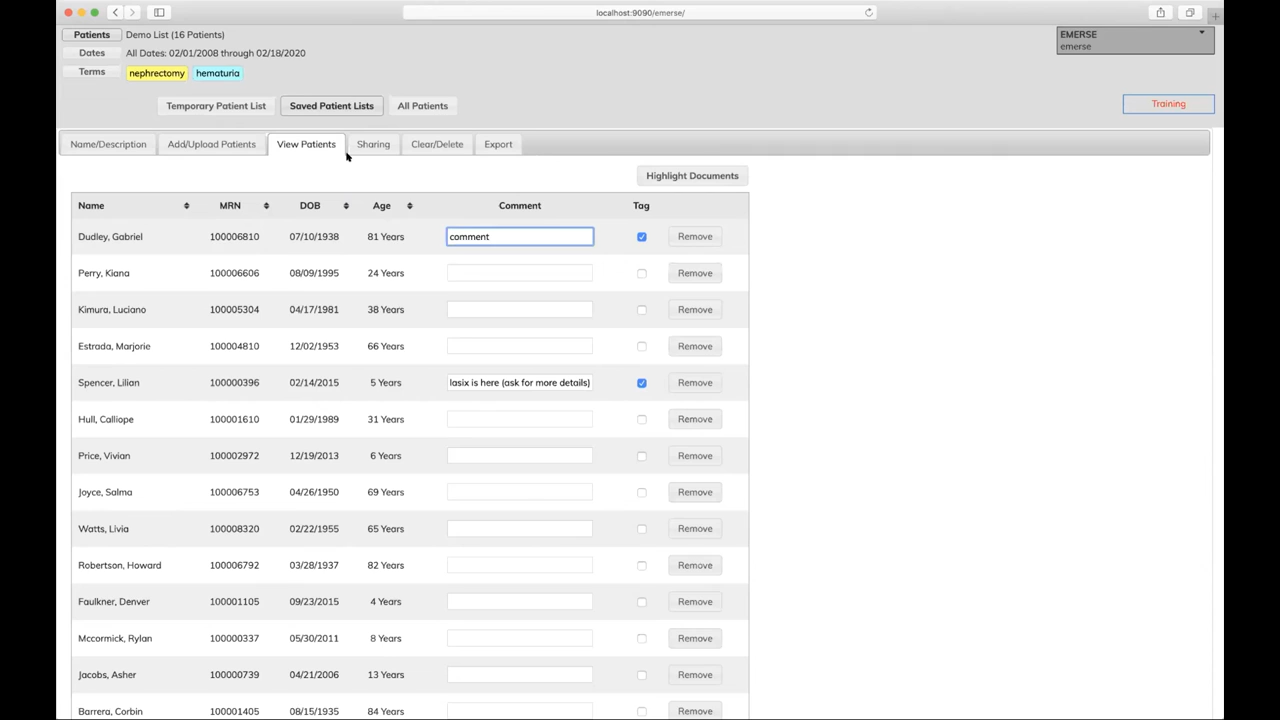 localhost:9090/emerse/
Patients Demo List (16 Patients)
Dates All Dates: 02/01/2008 through 02/18/2020
Terms nephrectomy hematuria
EMERSE
emerse
Temporary Patient List Saved Patient Lists All Patients
Training
Name/Description Add/Upload Patients View Patients Sharing Clear/Delete Export
Highlight Documents
Name MRN DOB Age Comment Tag
Dudley, Gabriel 100006810 07/10/1938 81 Years comment Remove
Perry, Kiana 100006606 08/09/1995 24 Years Remove
Kimura, Luciano 100005304 04/17/1981 38 Years Remove
Estrada, Marjorie 100004810 12/02/1953 66 Years Remove
Spencer, Lilian 100000396 02/14/2015 5 Years lasix is here (ask for more details) Remove
Hull, Calliope 100001610 01/29/1989 31 Years Remove
Price, Vivian 100002972 12/19/2013 6 Years Remove
Joyce, Salma 100006753 04/26/1950 69 Years Remove
Watts, Livia 100008320 02/22/1955 65 Years Remove
Robertson, Howard 100006792 03/28/1937 82 Years Remove
Faulkner, Denver 100001105 09/23/2015 4 Years Remove
Mccormick, Rylan 100000337 05/30/2011 8 Years Remove
Jacobs, Asher 100000739 04/21/2006 13 Years Remove
Barrera, Corbin 100001405 08/15/1935 84 Years Remove